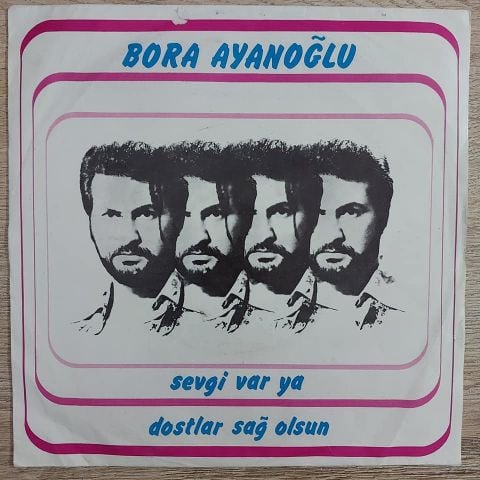 BORA AYANOĞLU
sevgi var ya
dostlar sağ olsun